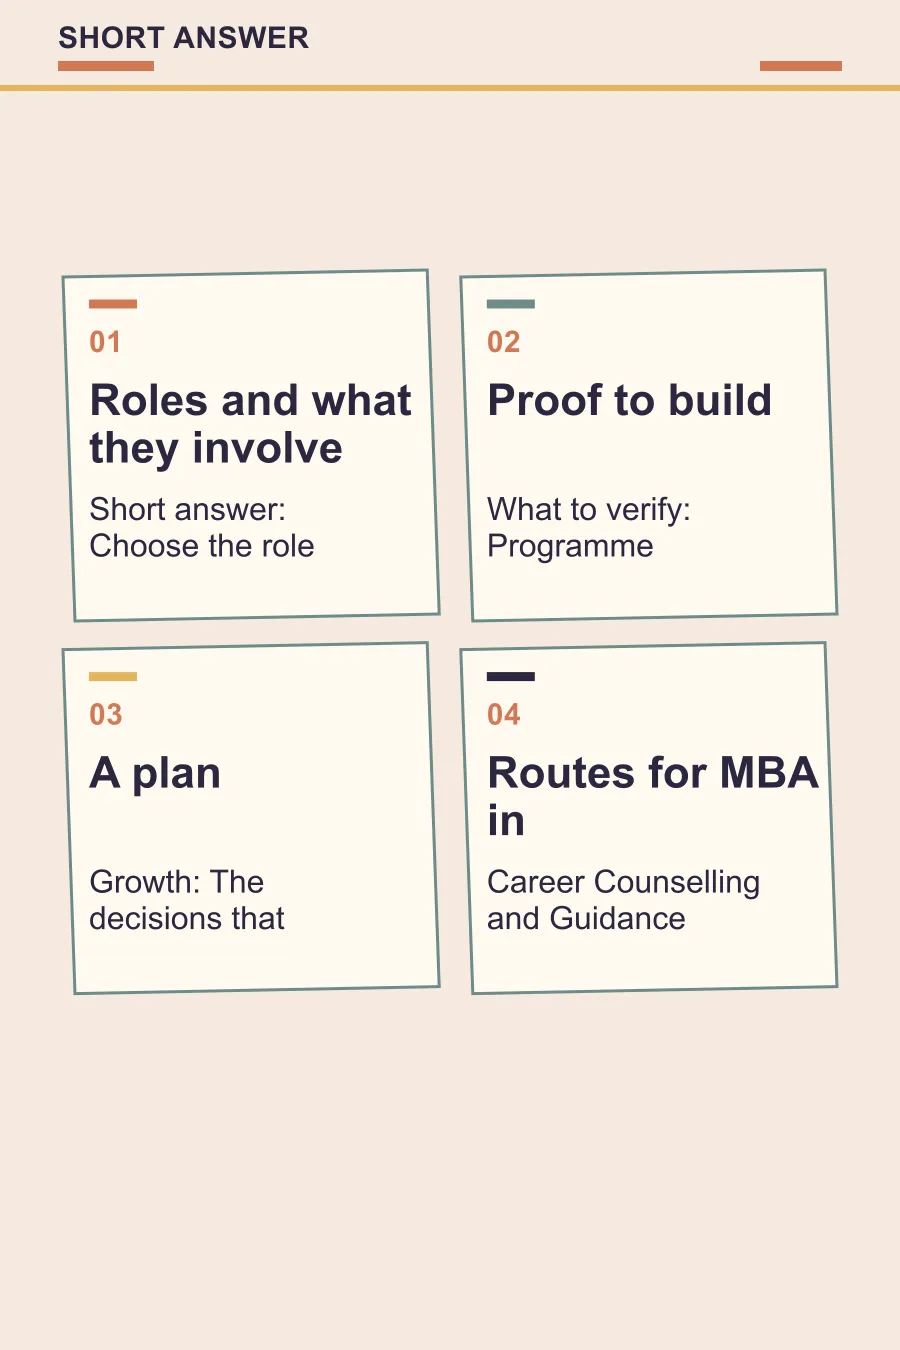 SHORT ANSWER
01
Roles and what
they involve
Short answer:
Choose the role
02
Proof to build
What to verify:
Programme
03
A plan
Growth: The
decisions that
04
Routes for MBA
in
Career Counselling
and Guidance